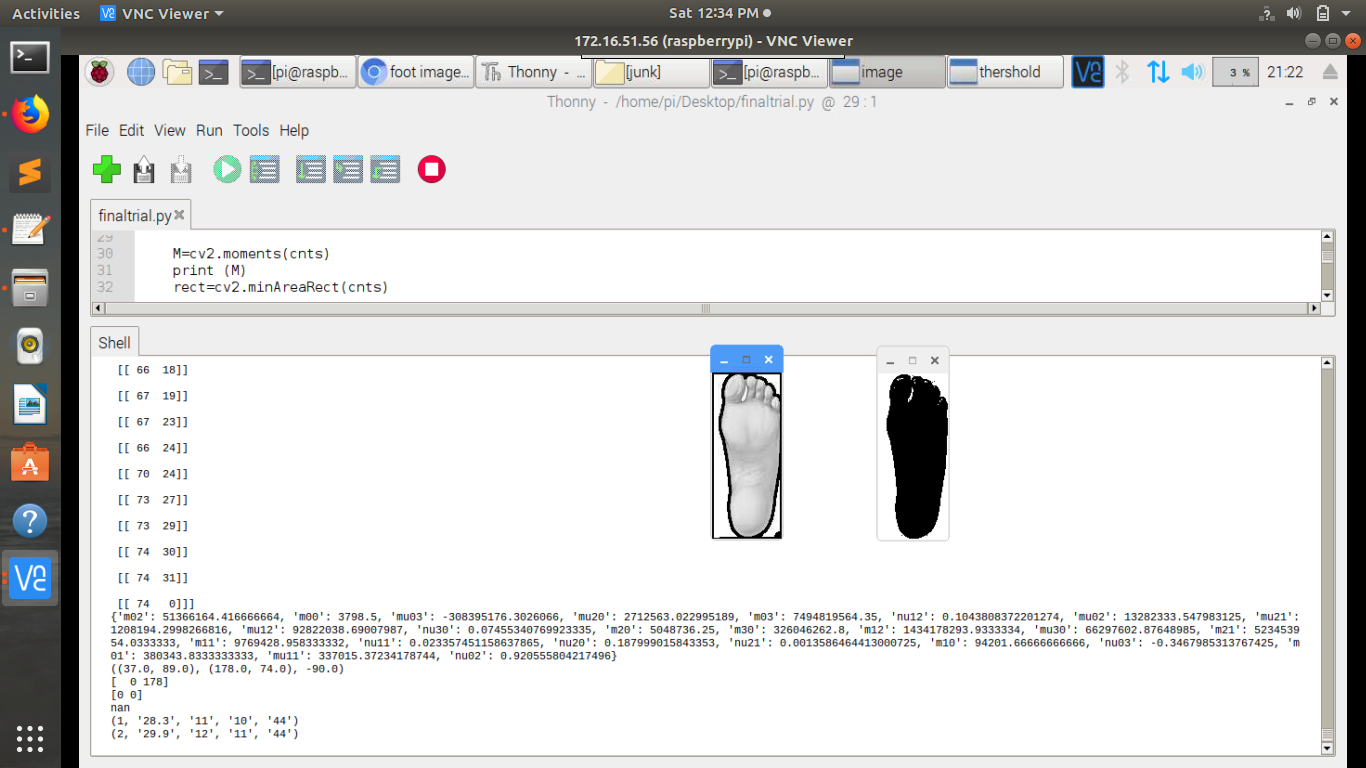 Activities VNC Viewer Sat 12:34 PM
172.16.51.56 (raspberrypi) - VNC Viewer
[pi@raspb... foot image... Thonny - ... [junk] [pi@raspb... image thershold 3 % 21:22
Thonny - /home/pi/Desktop/finaltrial.py @ 29 : 1
File Edit View Run Tools Help
finaltrial.py
29
30 M=cv2.moments(cnts)
31 print (M)
32 rect=cv2.minAreaRect(cnts)
Shell
[[ 66 18]]
[[ 67 19]]
[[ 67 23]]
[[ 66 24]]
[[ 70 24]]
[[ 73 27]]
[[ 73 29]]
[[ 74 30]]
[[ 74 31]]
[[ 74 0]]]
{'m02': 51366164.416666664, 'm00': 3798.5, 'mu03': -308395176.3026066, 'mu20': 2712563.022995189, 'm03': 7494819564.35, 'nu12': 0.1043808372201274, 'mu02': 13282333.547983125, 'mu21':
1208194.2998266816, 'mu12': 92822038.69007987, 'nu30': 0.07455340769923335, 'm20': 5048736.25, 'm30': 326046262.8, 'm12': 1434178293.9333334, 'mu30': 66297602.87648985, 'm21': 5234539
54.0333333, 'm11': 9769428.958333332, 'nu11': 0.023357451158637865, 'nu20': 0.187999015843353, 'nu21': 0.0013586464413000725, 'm10': 94201.66666666666, 'nu03': -0.3467985313767425, 'm
01': 380343.8333333333, 'mu11': 337015.37234178744, 'nu02': 0.920555804217496}
((37.0, 89.0), (178.0, 74.0), -90.0)
[ 0 178]
[0 0]
nan
(1, '28.3', '11', '10', '44')
(2, '29.9', '12', '11', '44')